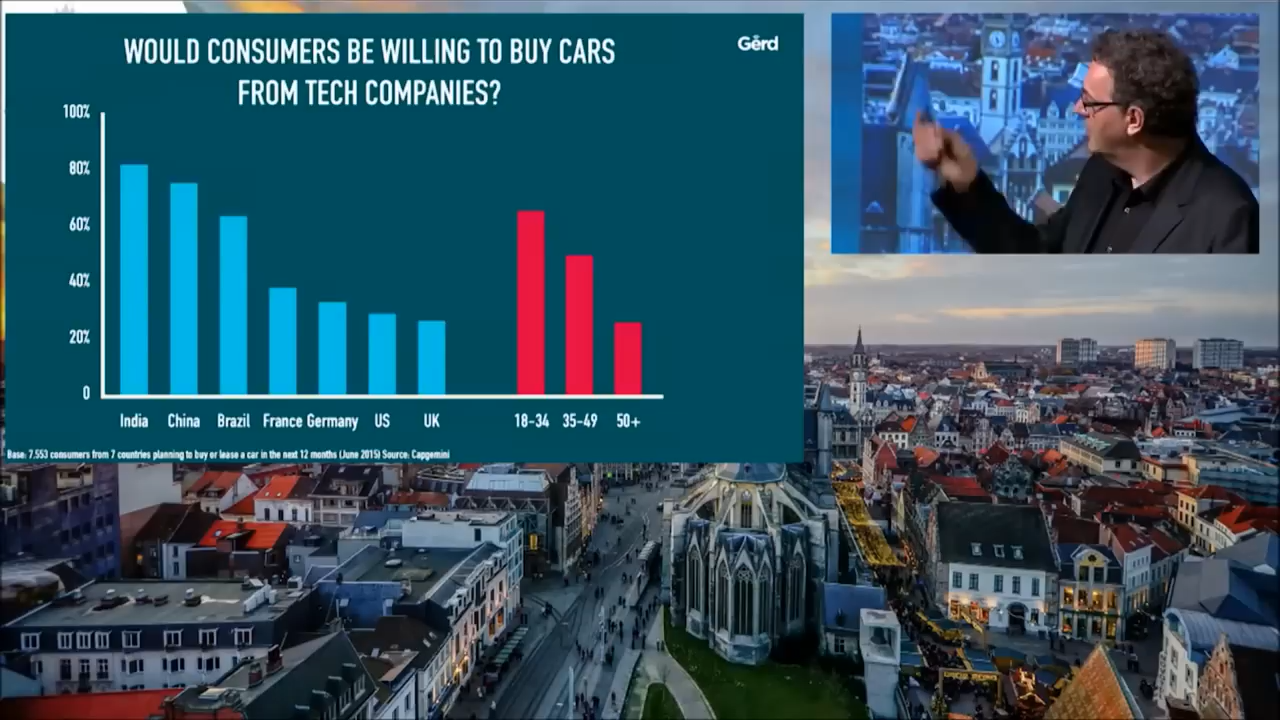 WOULD CONSUMERS BE WILLING TO BUY CARS
FROM TECH COMPANIES?
Gerd
100%
80%
60%
40%
20%
0
India China Brazil France Germany US UK 18-34 35-49 50+
Base: 7,553 consumers from 7 countries planning to buy or lease a car in the next 12 months (June 2015) Source: Capgemini